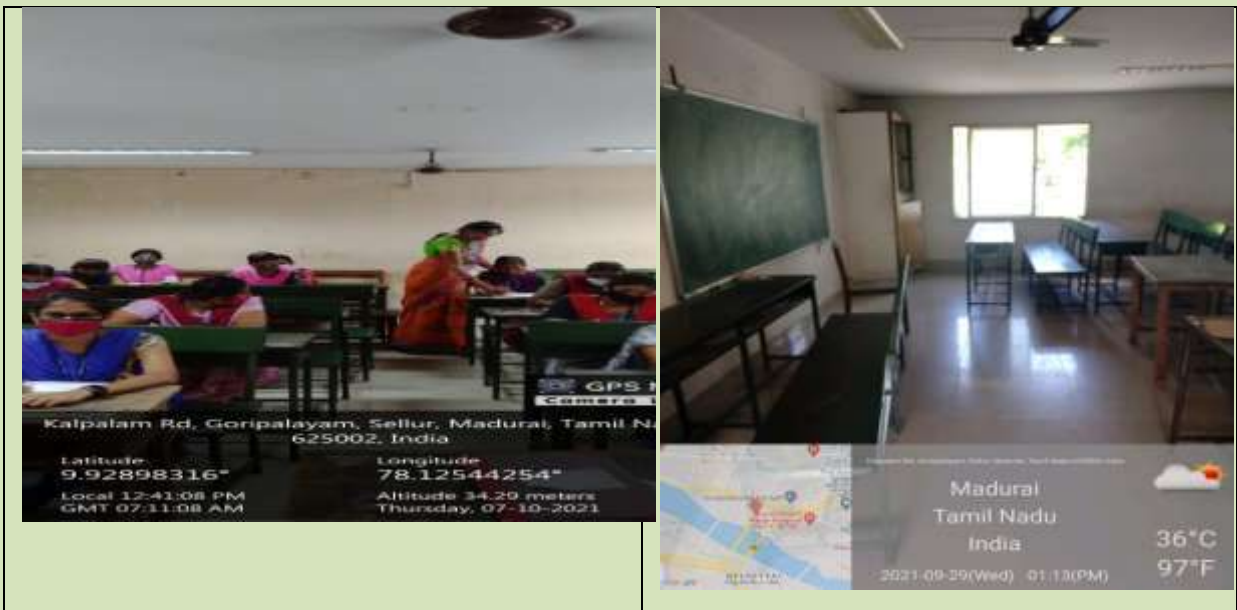 GPS
Camera
Kalpalam Rd, Goripalayam, Sellur, Madurai, Tamil
625002, India
Latitude
9.92898316°
Longitude
78.12544254°
Local 12:41:08 PM
GMT 07:11:08 AM
Altitude 34.29 meters
Thursday, 07-10-2021
Madurai
Tamil Nadu
India
2021-09-29(Wed) 01:13(PM)
36°C
97°F